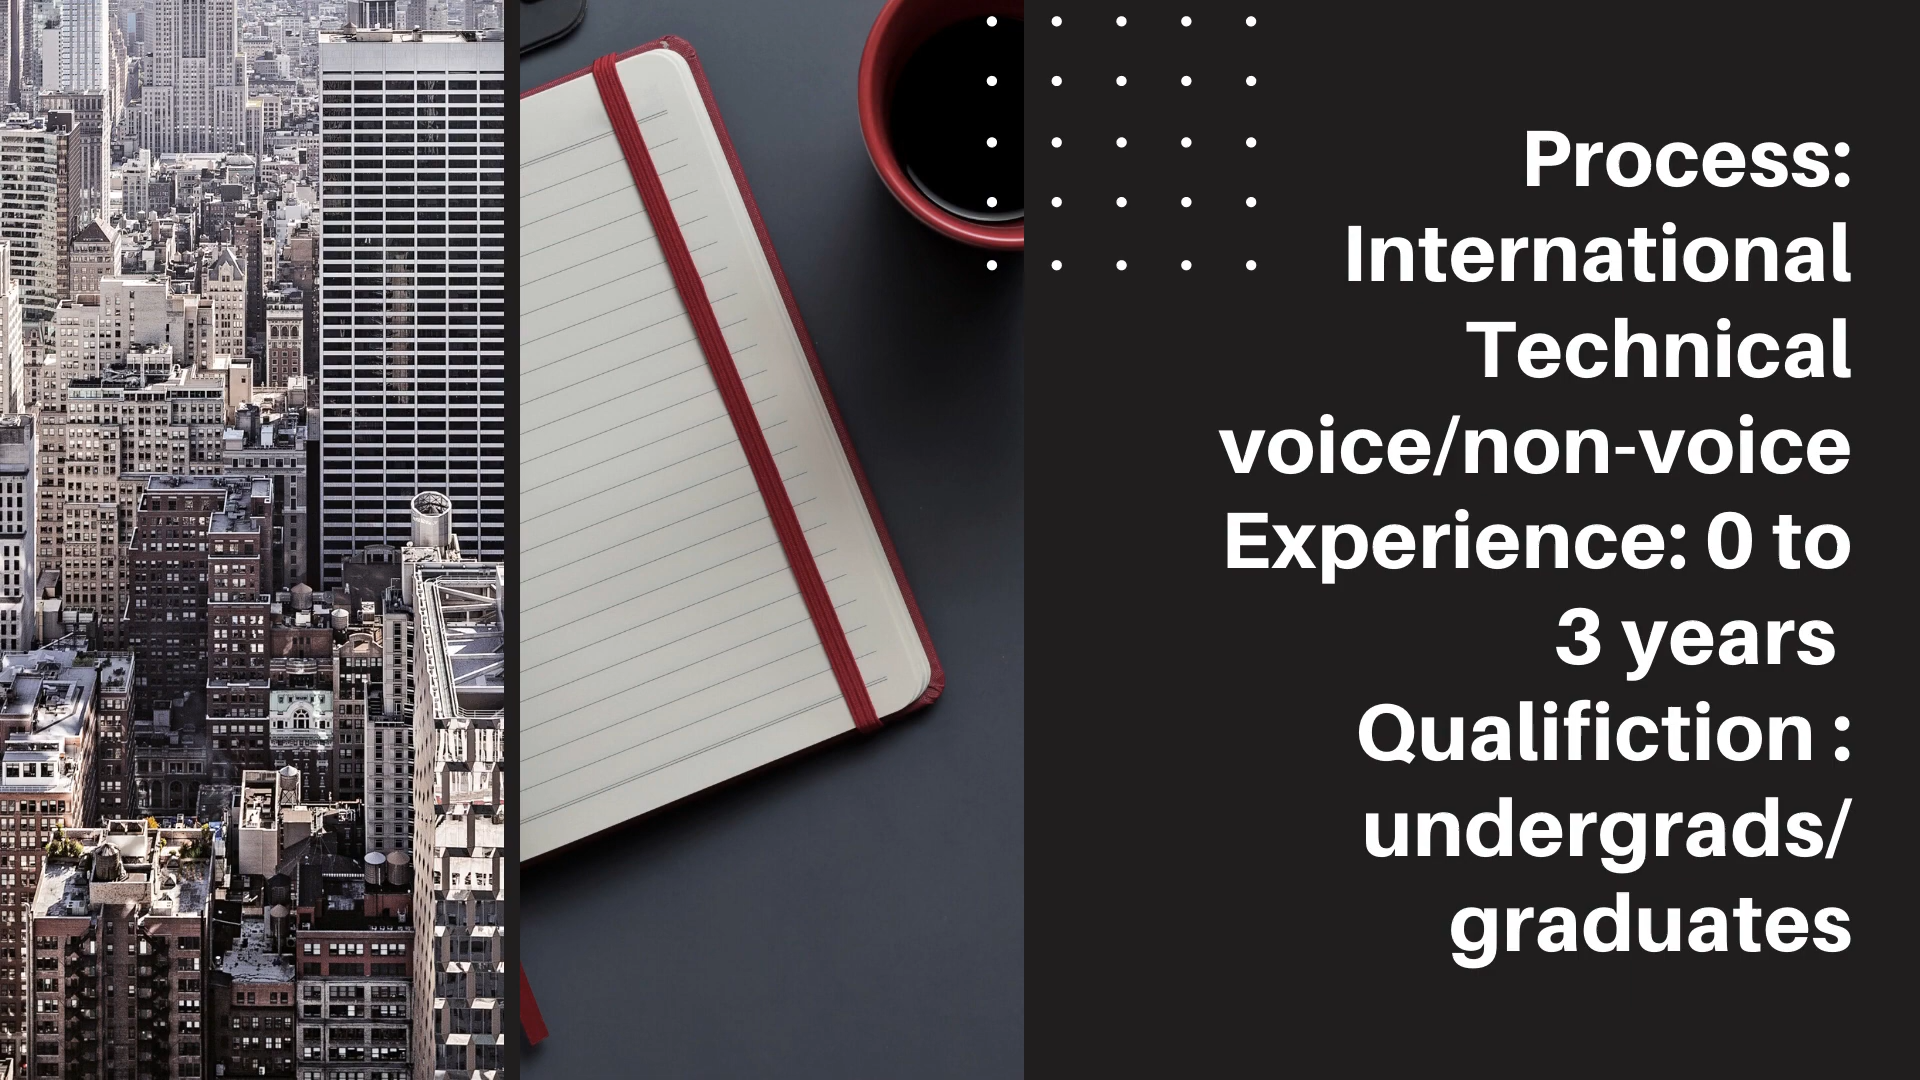 Process:
International
Technical
voice/non-voice
Experience: 0 to
3 years
Qualifiction :
undergrads/
graduates